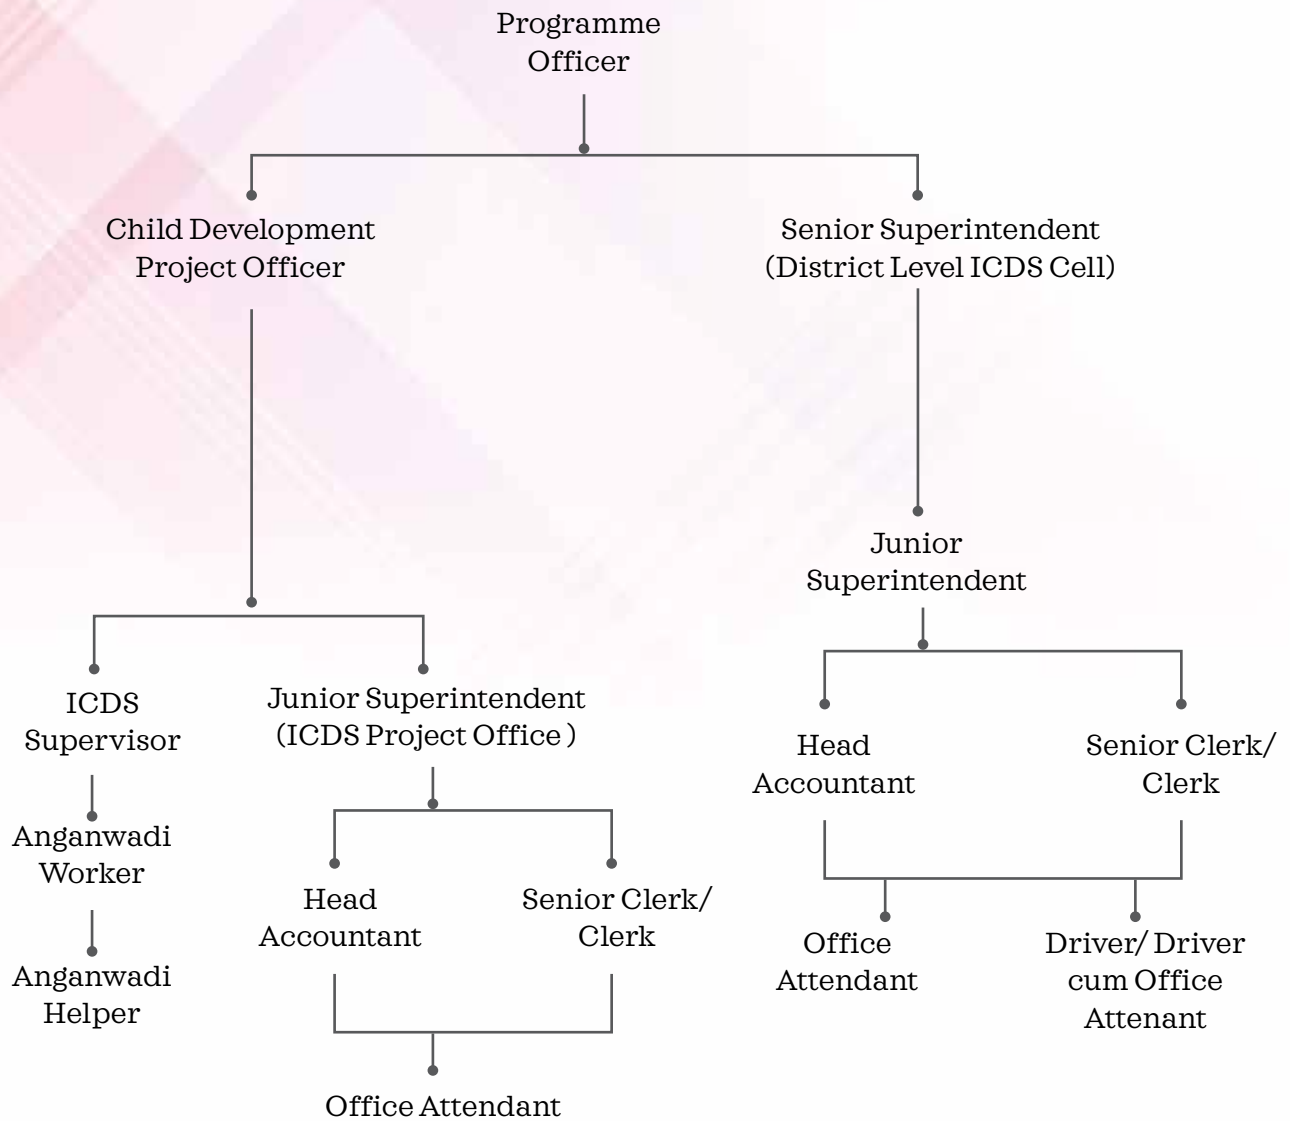 Programme
Officer
Child Development
Project Officer
Senior Superintendent
(District Level ICDS Cell)
Junior
Superintendent
ICDS
Supervisor
Junior Superintendent
(ICDS Project Office )
Head
Accountant
Senior Clerk/
Clerk
Anganwadi
Worker
Head
Accountant
Senior Clerk/
Clerk
Office
Attendant
Driver/ Driver
cum Office
Attenant
Anganwadi
Helper
Office Attendant